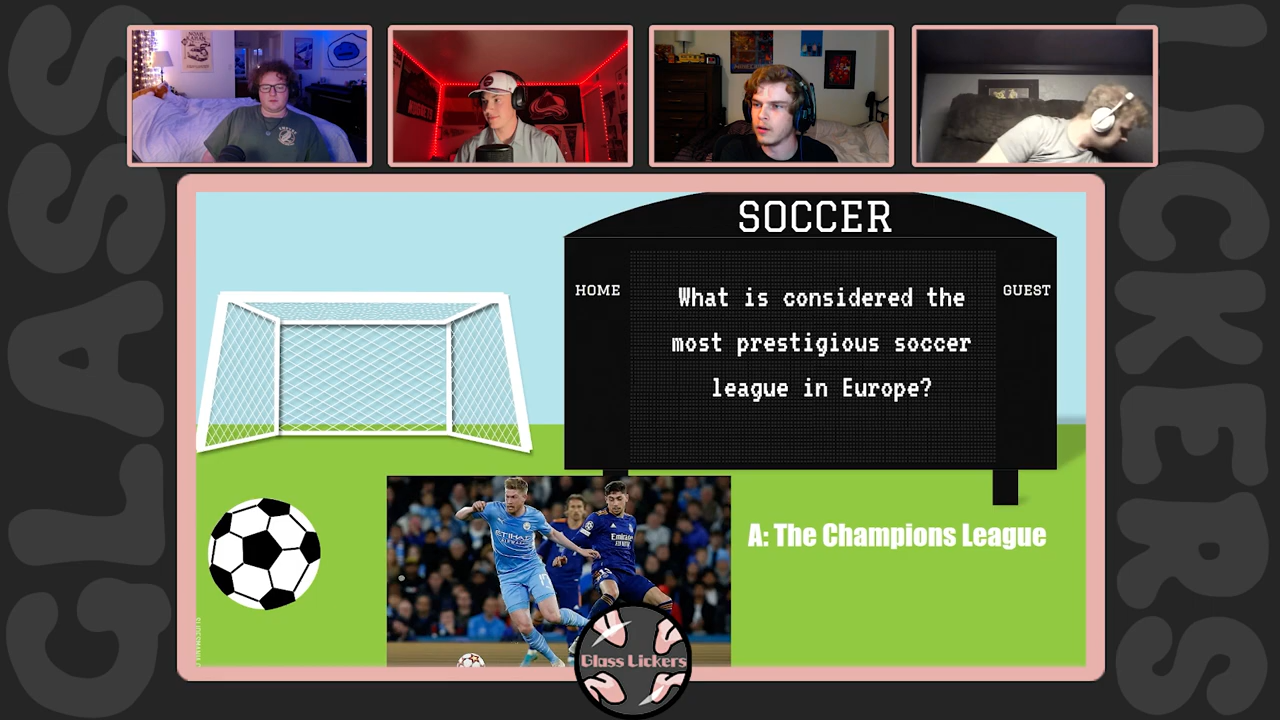 GLASS
LICKERS
SOCCER
HOME
GUEST
What is considered the
most prestigious soccer
league in Europe?
A: The Champions League
Glass Lickers